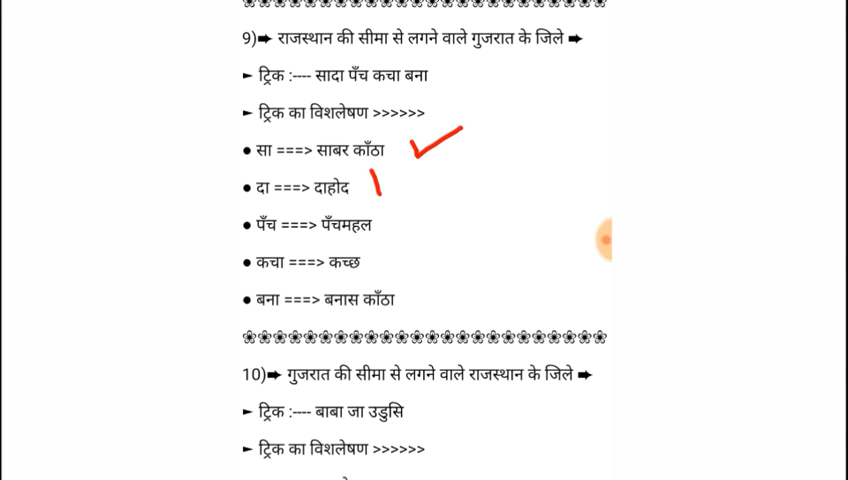 9)➨ राजस्थान की सीमा से लगने वाले गुजरात के जिले ➨
► ट्रिक :---- सादा पँच कचा बना
► ट्रिक का विशलेषण >>>>>>
● सा ===> साबर काँठा
● दा ===> दाहोद
● पँच ===> पँचमहल
● कचा ===> कच्छ
● बना ===> बनास काँठा
10)➨ गुजरात की सीमा से लगने वाले राजस्थान के जिले ➨
► ट्रिक :---- बाबा जा उडुसि
► ट्रिक का विशलेषण >>>>>>